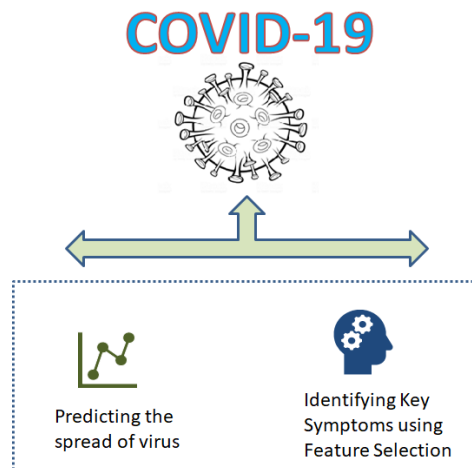 COVID-19
Predicting the
spread of virus
Identifying Key
Symptoms using
Feature Selection